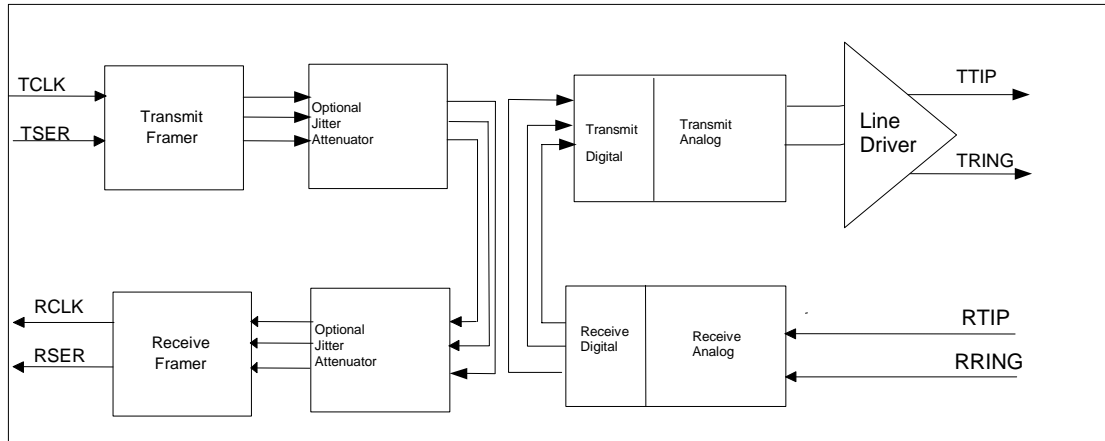 TCLK
TSER
Transmit
Framer
Optional
Jitter
Attenuator
Transmit
Digital
Transmit
Analog
Line
Driver
TTIP
TRING
RCLK
RSER
Receive
Framer
Optional
Jitter
Attenuator
Receive
Digital
Receive
Analog
RTIP
RRING